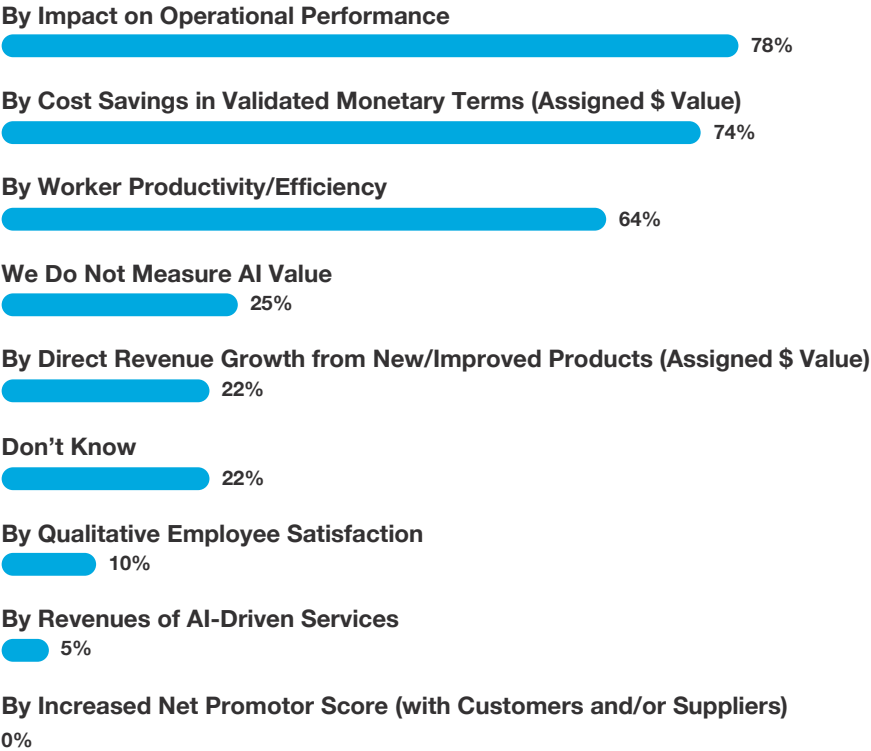 By Impact on Operational Performance
78%
By Cost Savings in Validated Monetary Terms (Assigned $ Value)
74%
By Worker Productivity/Efficiency
64%
We Do Not Measure AI Value
25%
By Direct Revenue Growth from New/Improved Products (Assigned $ Value)
22%
Don’t Know
22%
By Qualitative Employee Satisfaction
10%
By Revenues of AI-Driven Services
5%
By Increased Net Promotor Score (with Customers and/or Suppliers)
0%